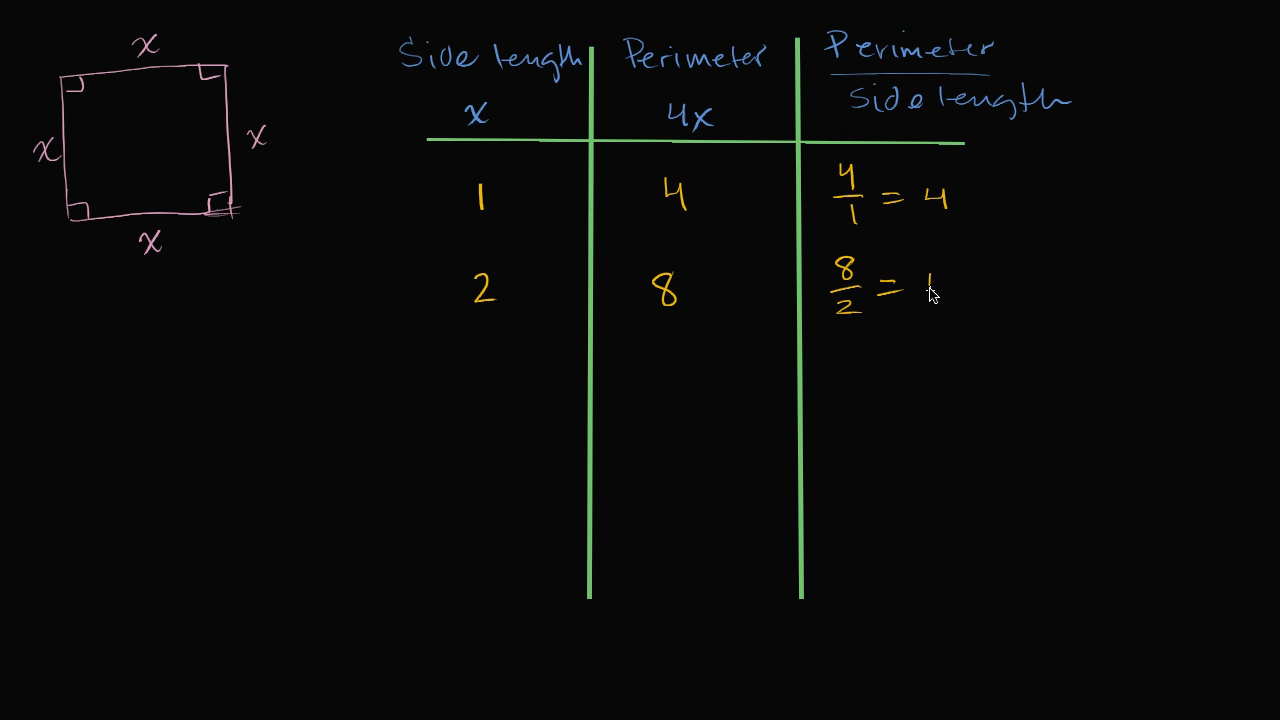 x
x
x
x
Side length
Perimeter
Perimeter
Side length
x
4x
1
4
4/1 = 4
2
8
8/2 =